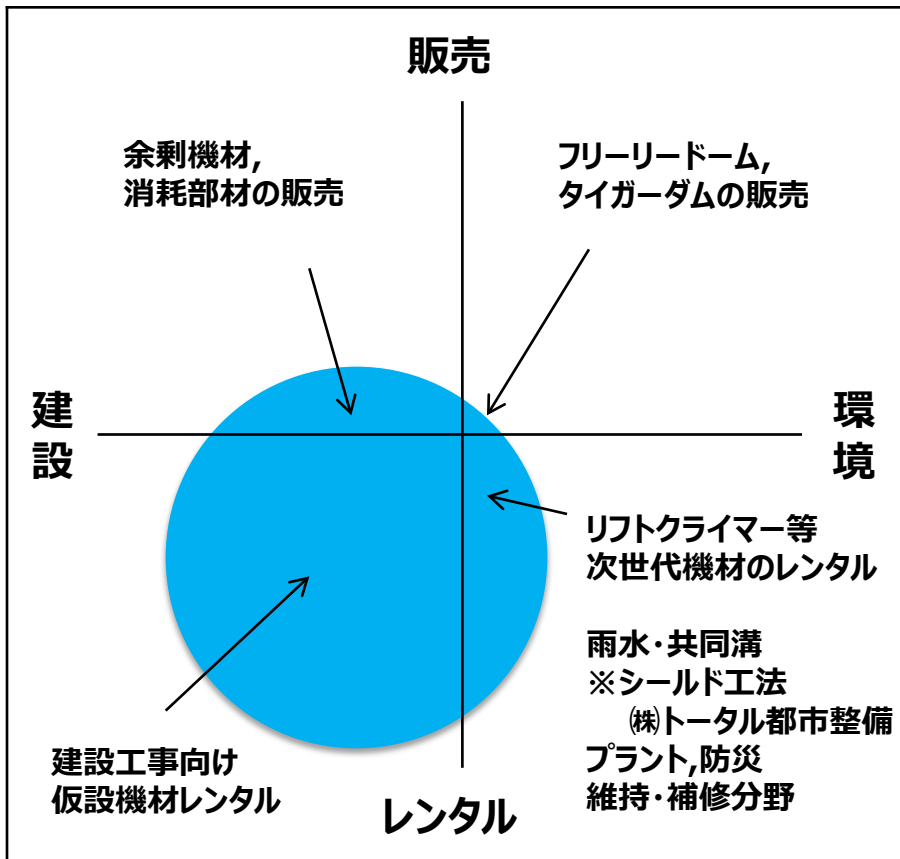 販売
余剰機材,
消耗部材の販売
フリーリードーム,
タイガーダムの販売
建
設
環
境
リフトクライマー等
次世代機材のレンタル
雨水・共同溝
※シールド工法
㈱トータル都市整備
プラント,防災
維持・補修分野
建設工事向け
仮設機材レンタル
レンタル